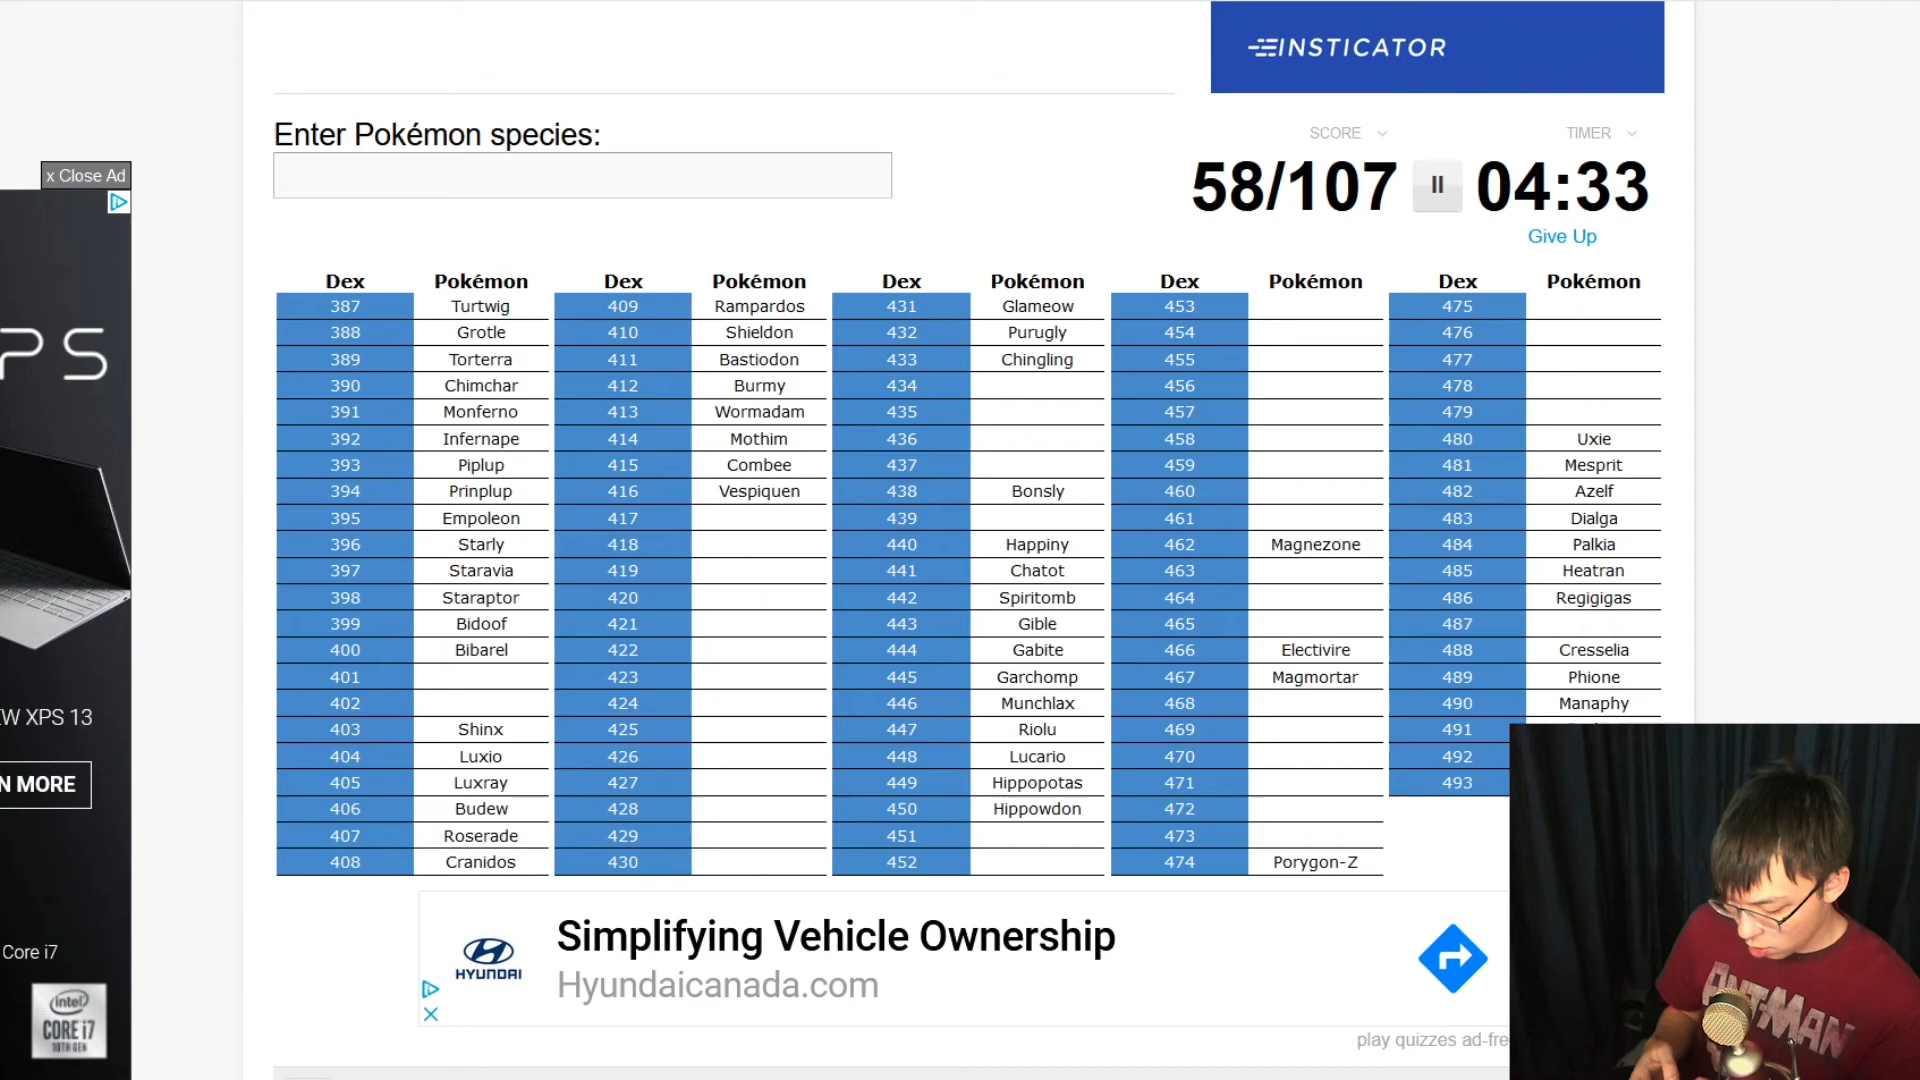 INSTICATOR
Enter Pokémon species:
SCORE
TIMER
58/107
04:33
Give Up
x Close Ad
PS
W XPS 13
N MORE
Core i7
intel
CORE i7
10TH GEN
Dex Pokémon Dex Pokémon Dex Pokémon Dex Pokémon Dex Pokémon
387 Turtwig 409 Rampardos 431 Glameow 453 475
388 Grotle 410 Shieldon 432 Purugly 454 476
389 Torterra 411 Bastiodon 433 Chingling 455 477
390 Chimchar 412 Burmy 434 456 478
391 Monferno 413 Wormadam 435 457 479
392 Infernape 414 Mothim 436 458 480 Uxie
393 Piplup 415 Combee 437 459 481 Mesprit
394 Prinplup 416 Vespiquen 438 Bonsly 460 482 Azelf
395 Empoleon 417 439 461 483 Dialga
396 Starly 418 440 Happiny 462 Magnezone 484 Palkia
397 Staravia 419 441 Chatot 463 485 Heatran
398 Staraptor 420 442 Spiritomb 464 486 Regigigas
399 Bidoof 421 443 Gible 465 487
400 Bibarel 422 444 Gabite 466 Electivire 488 Cresselia
401 423 445 Garchomp 467 Magmortar 489 Phione
402 424 446 Munchlax 468 490 Manaphy
403 Shinx 425 447 Riolu 469 491
404 Luxio 426 448 Lucario 470 492
405 Luxray 427 449 Hippopotas 471 493
406 Budew 428 450 Hippowdon 472
407 Roserade 429 451 473
408 Cranidos 430 452 474 Porygon-Z
HYUNDAI
Simplifying Vehicle Ownership
Hyundaicanada.com
play quizzes ad-fre
ANT-MAN